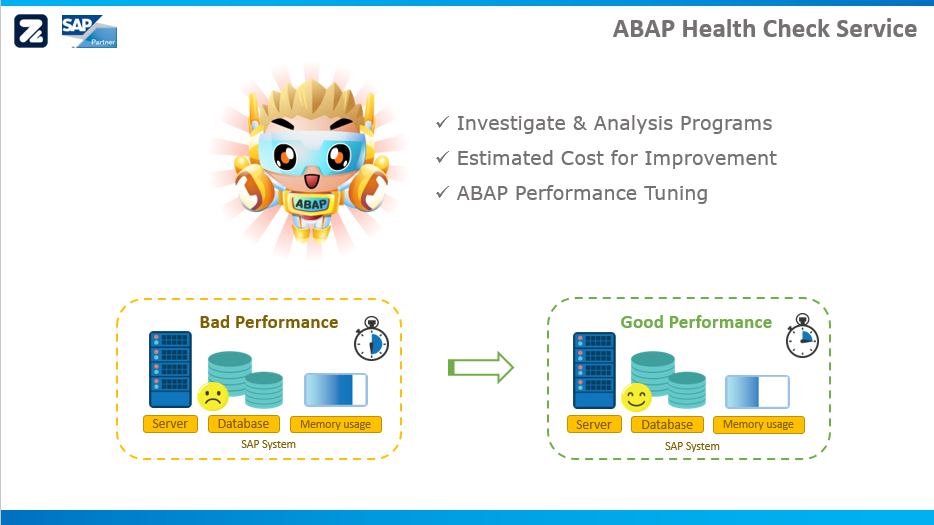 SAP
Partner
ABAP Health Check Service
Investigate & Analysis Programs
Estimated Cost for Improvement
ABAP Performance Tuning
ABAP
Bad Performance
Server
Database
Memory usage
SAP System
Good Performance
Server
Database
Memory usage
SAP System